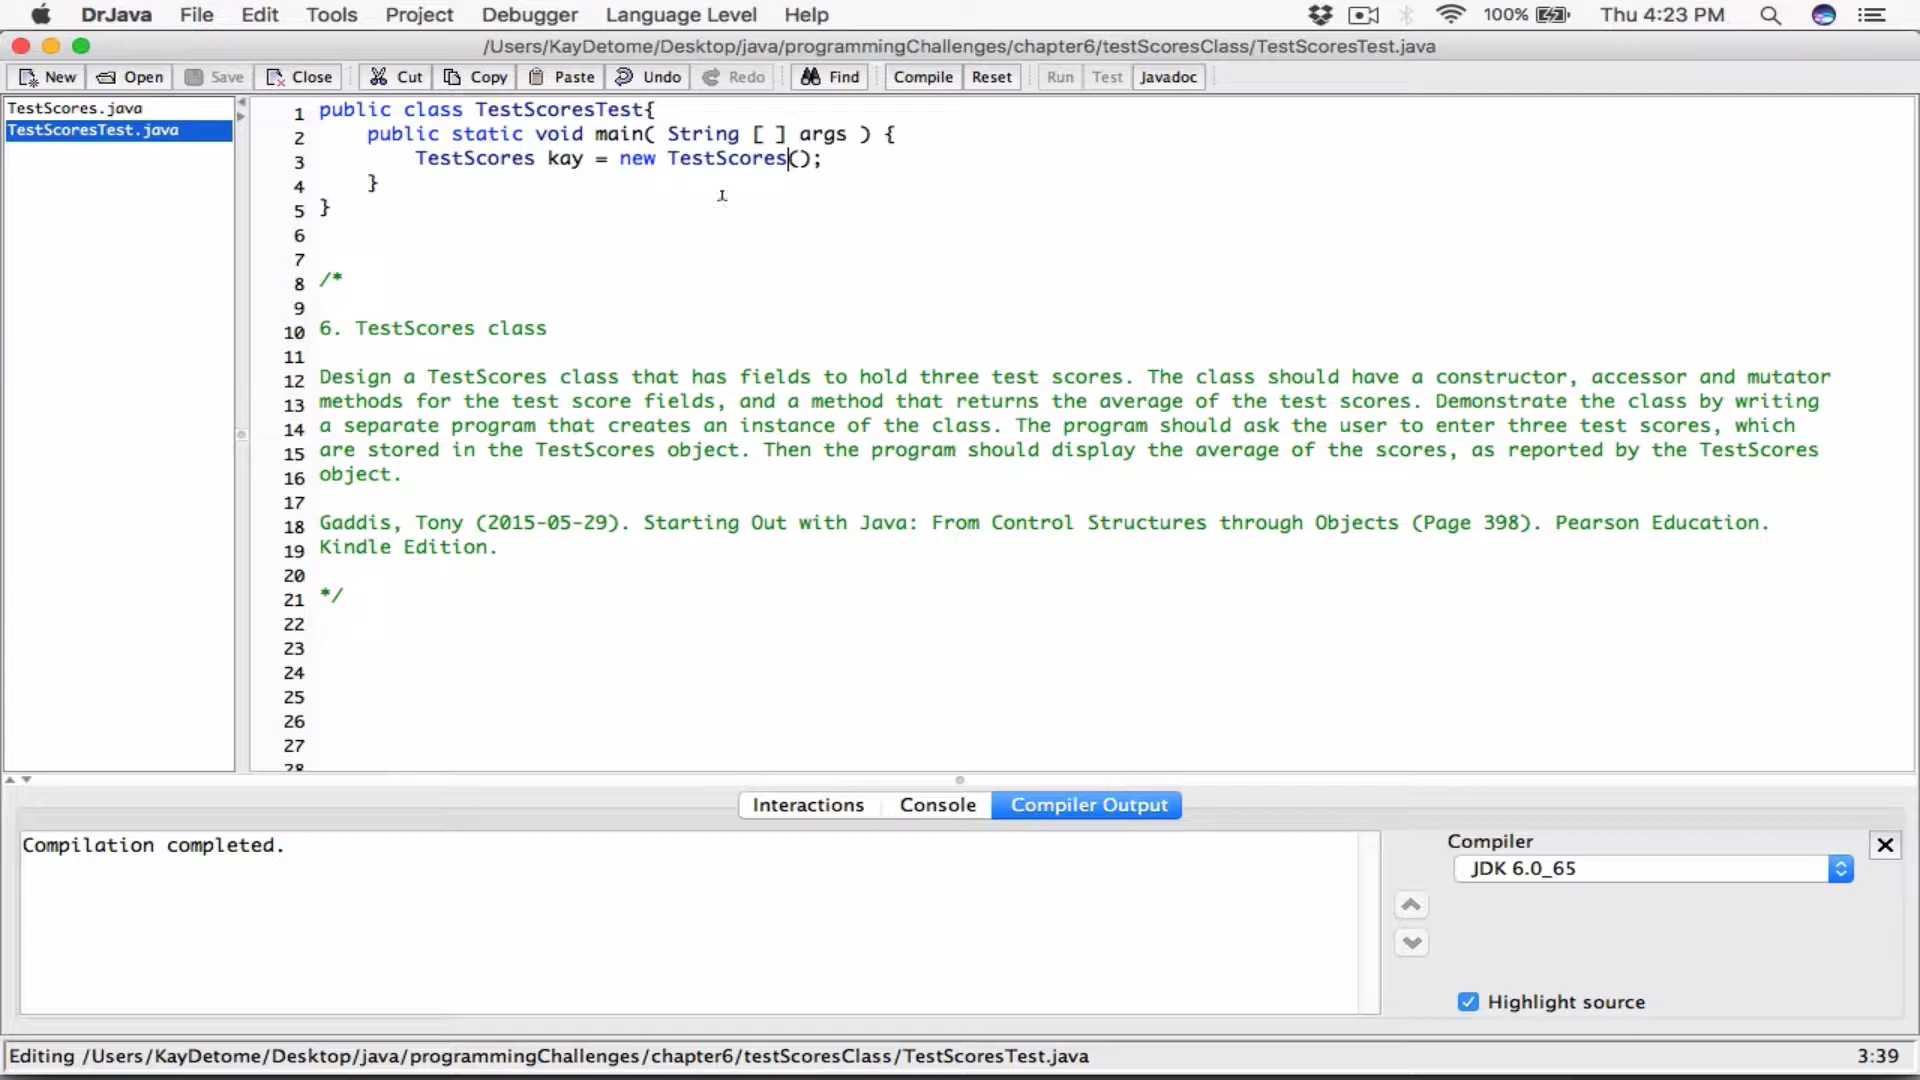 DrJava File Edit Tools Project Debugger Language Level Help 100% Thu 4:23 PM
/Users/KayDetome/Desktop/java/programmingChallenges/chapter6/testScoresClass/TestScoresTest.java
New Open Save Close Cut Copy Paste Undo Redo Find Compile Reset Run Test Javadoc
TestScores.java
TestScoresTest.java
1 public class TestScoresTest{
2 public static void main( String [ ] args ) {
3 TestScores kay = new TestScores();
4 }
5 }
6
7
8 /*
9
10 6. TestScores class
11
12 Design a TestScores class that has fields to hold three test scores. The class should have a constructor, accessor and mutator
13 methods for the test score fields, and a method that returns the average of the test scores. Demonstrate the class by writing
14 a separate program that creates an instance of the class. The program should ask the user to enter three test scores, which
15 are stored in the TestScores object. Then the program should display the average of the scores, as reported by the TestScores
16 object.
17
18 Gaddis, Tony (2015-05-29). Starting Out with Java: From Control Structures through Objects (Page 398). Pearson Education.
19 Kindle Edition.
20
21 */
22
23
24
25
26
27
28
Interactions Console Compiler Output
Compilation completed.
Compiler
JDK 6.0_65
Highlight source
Editing /Users/KayDetome/Desktop/java/programmingChallenges/chapter6/testScoresClass/TestScoresTest.java 3:39